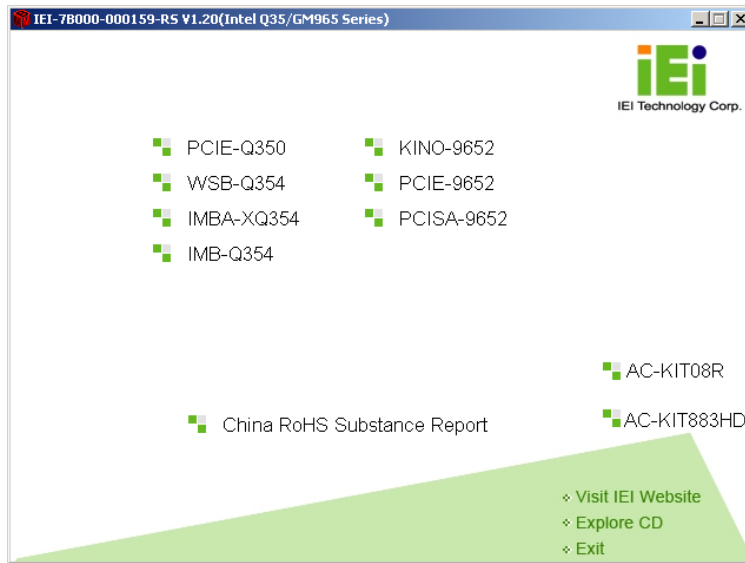 IEI-7B000-000159-RS V1.20(Intel Q35/GM965 Series)
iEi
IEI Technology Corp.
PCIE-Q350
KINO-9652
WSB-Q354
PCIE-9652
IMBA-XQ354
PCISA-9652
IMB-Q354
AC-KIT08R
China RoHS Substance Report
AC-KIT883HD
Visit IEI Website
Explore CD
Exit